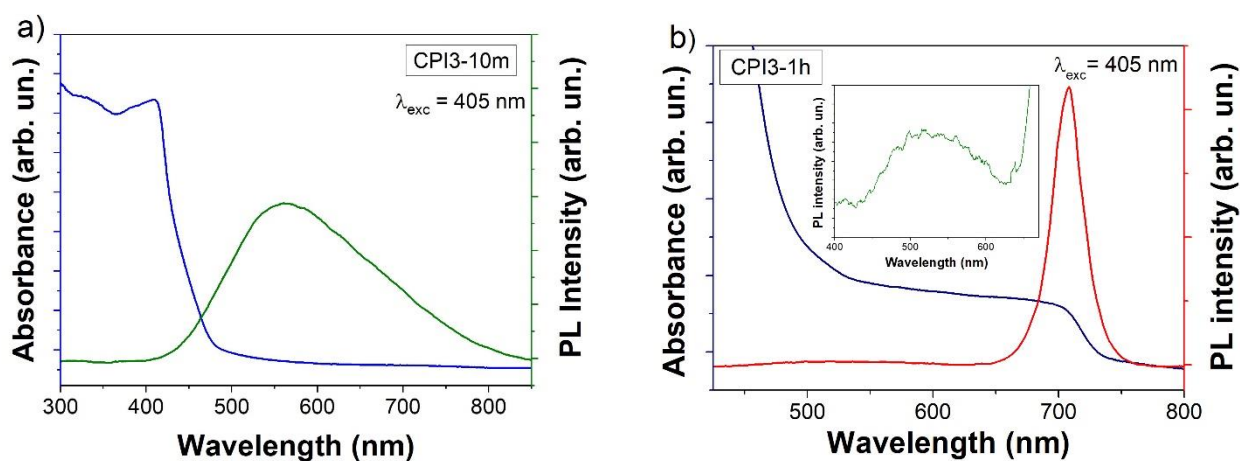 a)
CPI3-10m
λexc = 405 nm
Absorbance (arb. un.)
PL Intensity (arb. un.)
300 400 500 600 700 800
Wavelength (nm)
b)
CPI3-1h
λexc = 405 nm
PL intensity (arb. un.)
400 500 600
Wavelength (nm)
Absorbance (arb. un.)
PL intensity (arb. un.)
500 600 700 800
Wavelength (nm)